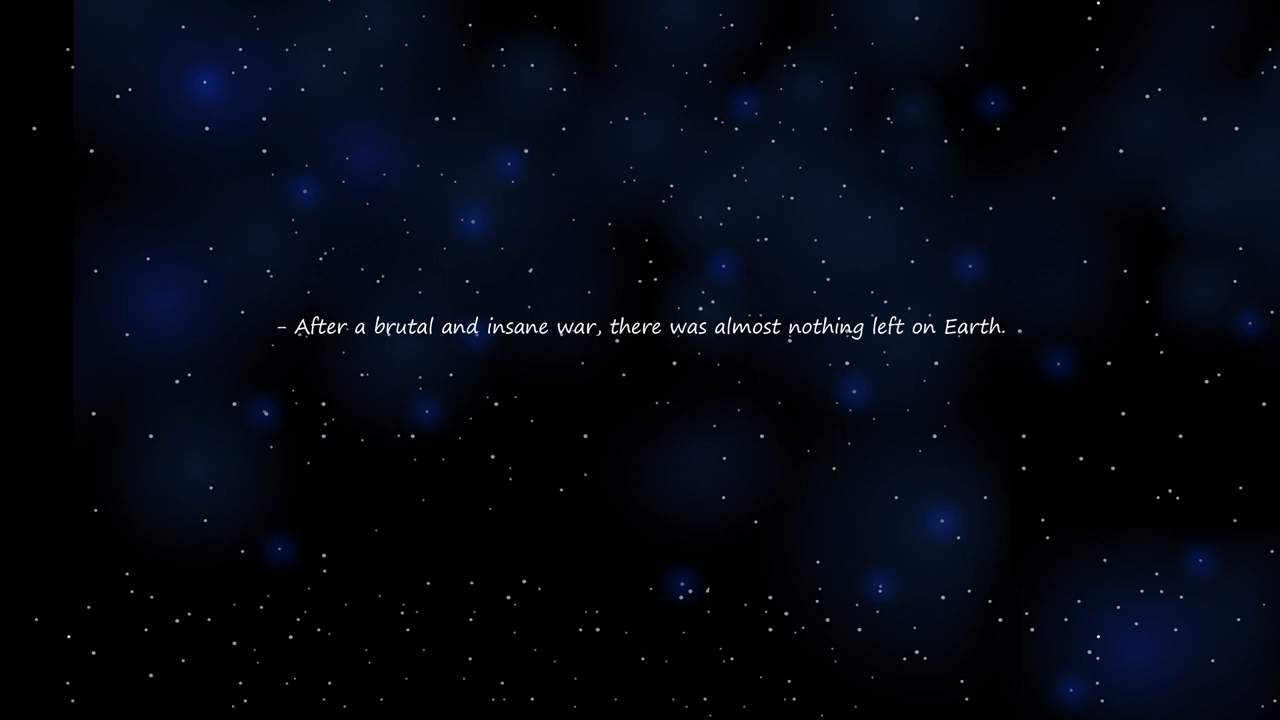 - After a brutal and insane war, there was almost nothing left on Earth.